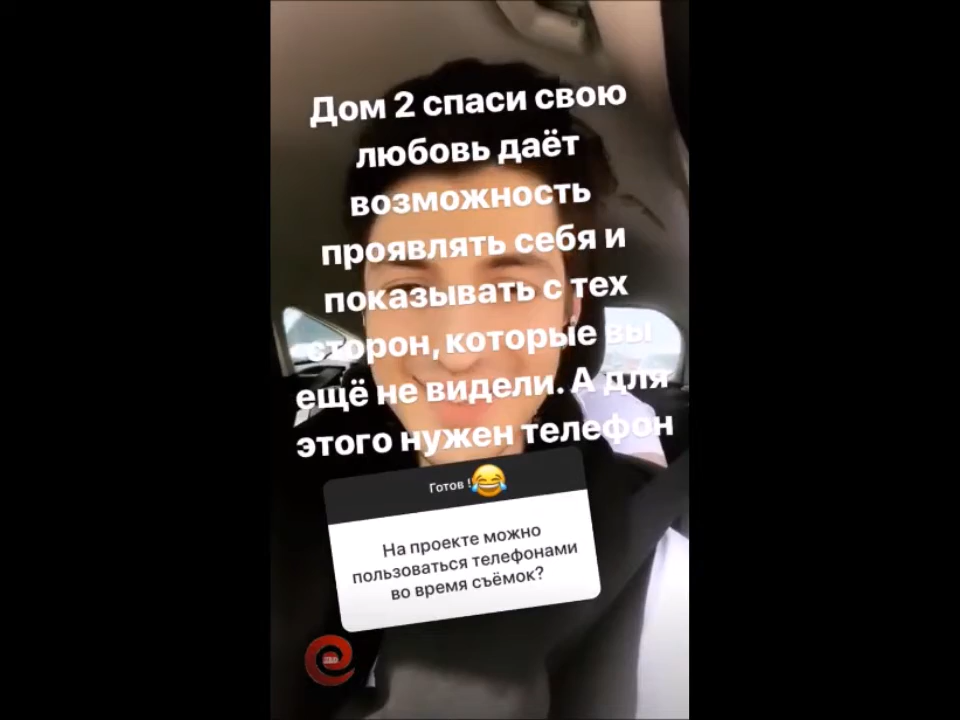 Дом 2 спаси свою
любовь даёт
возможность
проявлять себя и
показывать с тех
сторон, которые вы
ещё не видели. А для
этого нужен телефон
Готов !😂
На проекте можно
пользоваться телефонами
во время съёмок?